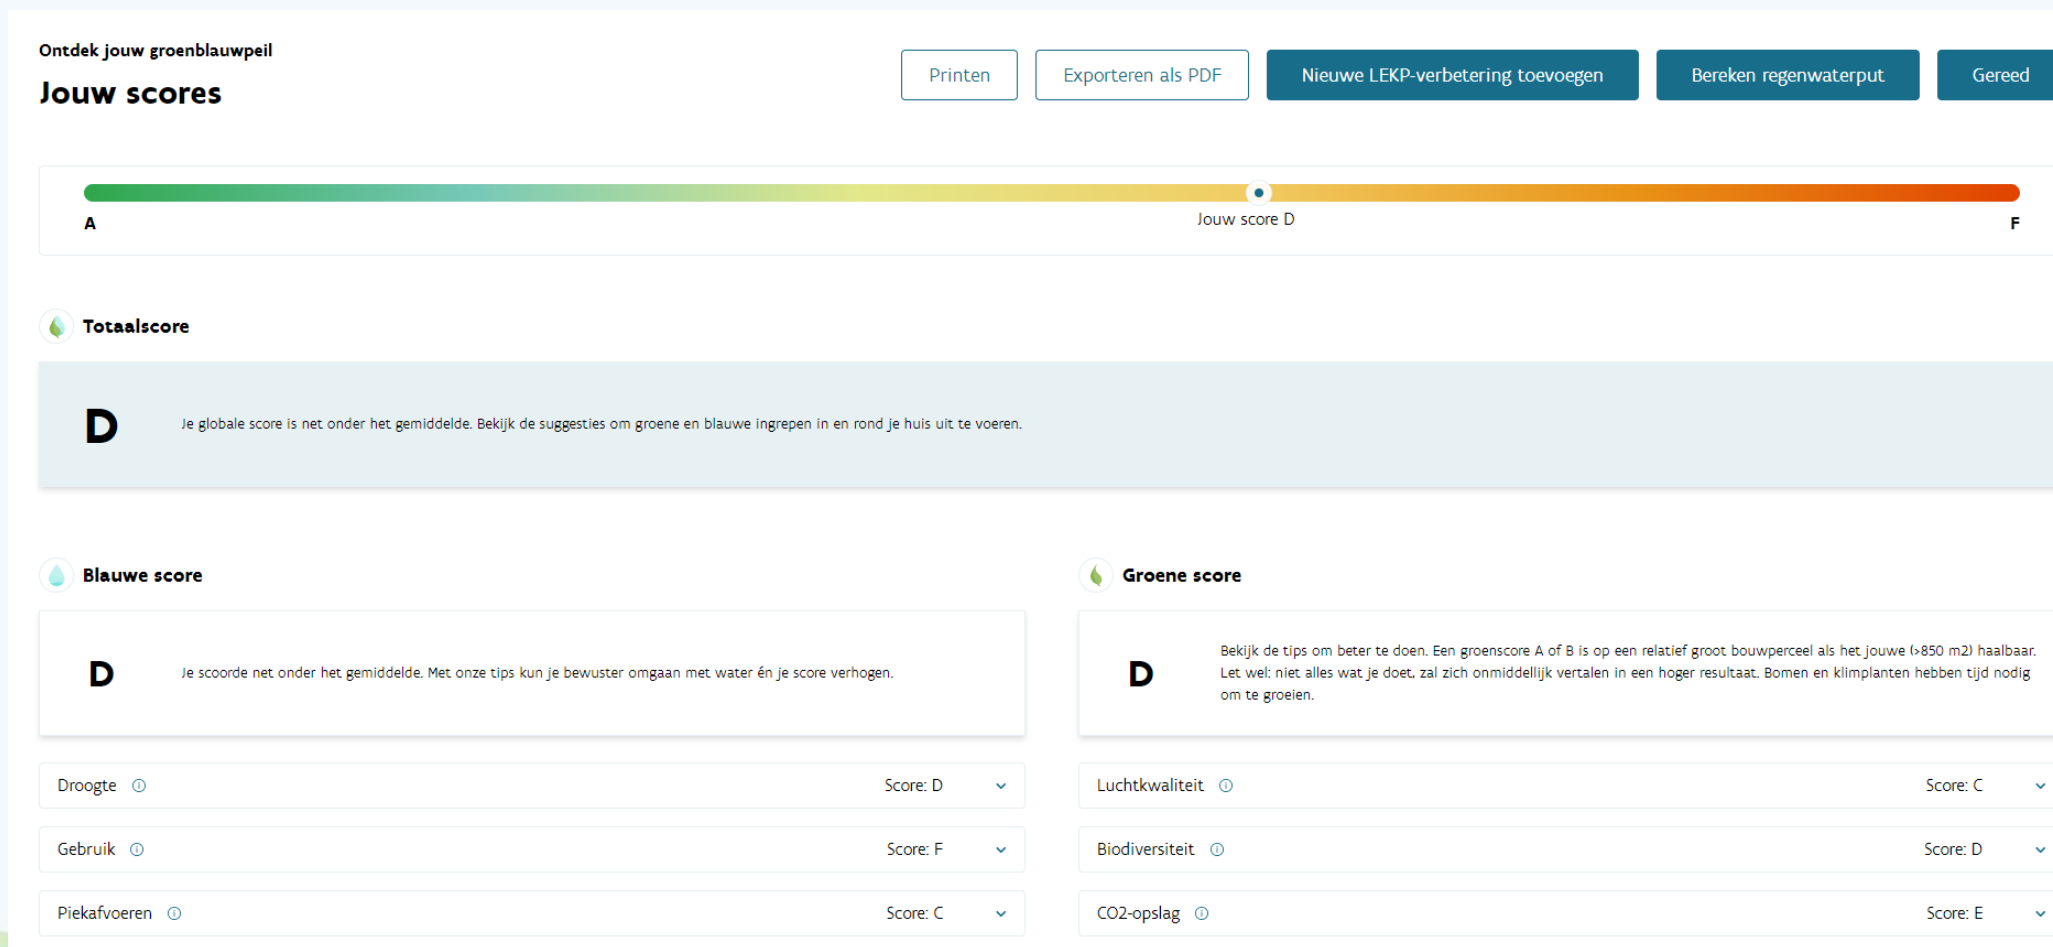 Ontdek jouw groenblauwpeil
Jouw scores
Printen
Exporteren als PDF
Nieuwe LEKP-verbetering toevoegen
Bereken regenwaterput
Gereed
A
Jouw score D
F
Totaalscore
D
Je globale score is net onder het gemiddelde. Bekijk de suggesties om groene en blauwe ingrepen in en rond je huis uit te voeren.
Blauwe score
D
Je scoorde net onder het gemiddelde. Met onze tips kun je bewuster omgaan met water én je score verhogen.
Droogte
Score: D
Gebruik
Score: F
Piekafvoeren
Score: C
Groene score
D
Bekijk de tips om beter te doen. Een groenscore A of B is op een relatief groot bouwperceel als het jouwe (>850 m2) haalbaar.
Let wel: niet alles wat je doet, zal zich onmiddellijk vertalen in een hoger resultaat. Bomen en klimplanten hebben tijd nodig
om te groeien.
Luchtkwaliteit
Score: C
Biodiversiteit
Score: D
CO2-opslag
Score: E